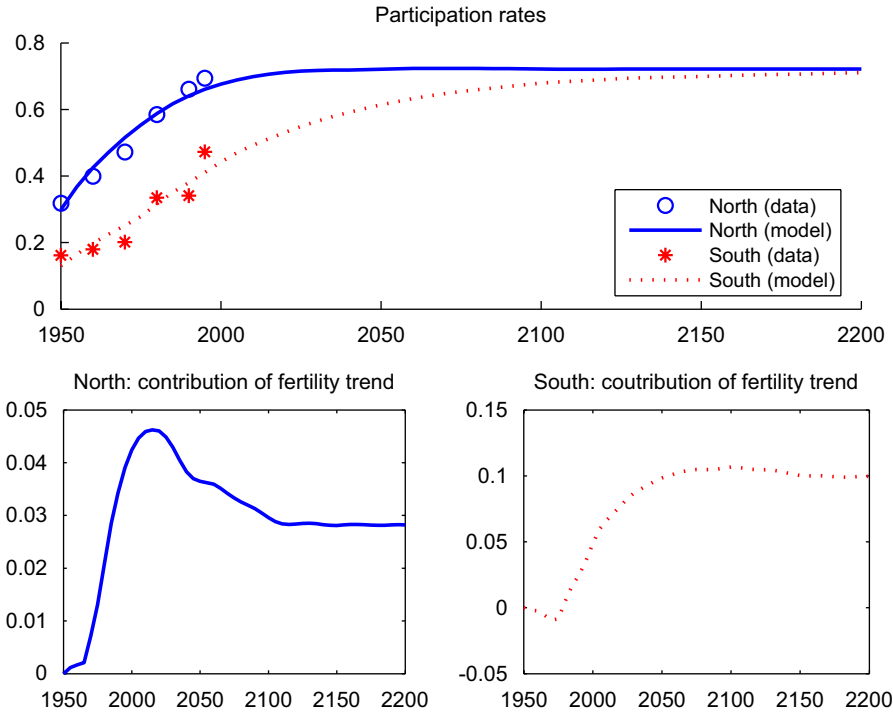 Participation rates
0.8
0.6
0.4
0.2
0
North (data)
North (model)
South (data)
South (model)
1950 2000 2050 2100 2150 2200
North: contribution of fertility trend
0.05
0.04
0.03
0.02
0.01
0
1950 2000 2050 2100 2150 2200
South: coutribution of fertility trend
0.15
0.1
0.05
0
-0.05
1950 2000 2050 2100 2150 2200